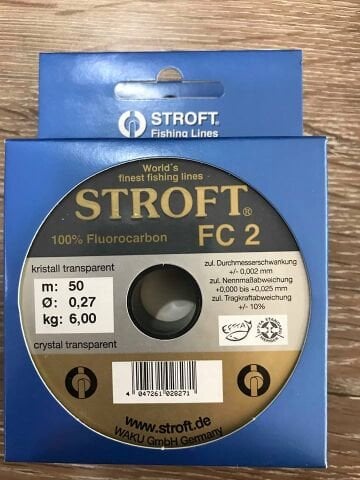 STROFT.
Fishing Lines
World´s
finest fishing lines
STROFT®
100% Fluorocarbon
FC 2
kristall transparent
m: 50
Ø: 0,27
kg: 6,00
crystal transparent
zul. Durchmesserschwankung
+/- 0,002 mm
zul. Nennmaßabweichung
+0,000 bis +0,025 mm
zul. Tragkraftabweichung
+/- 10%
EFTTA
4 047261 028271
www.stroft.de
WAKU GmbH Germany